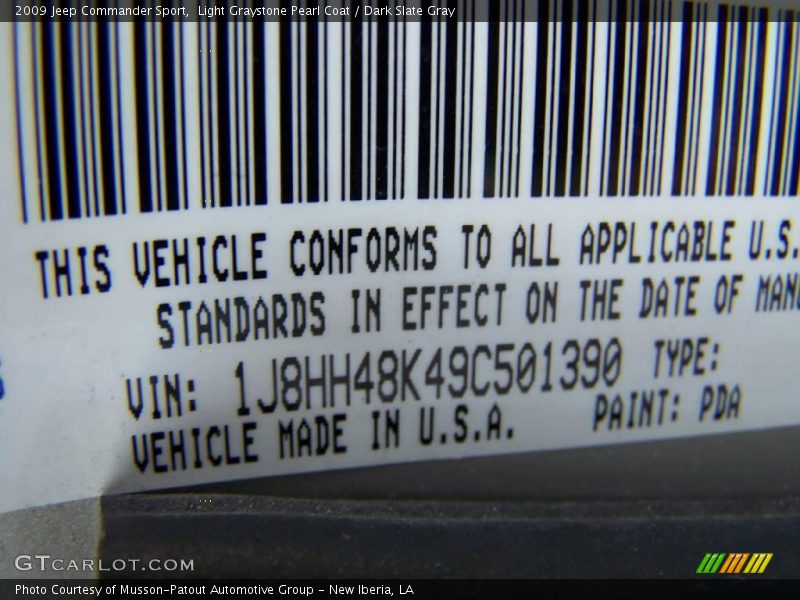 2009 Jeep Commander Sport, Light Graystone Pearl Coat / Dark Slate Gray
THIS VEHICLE CONFORMS TO ALL APPLICABLE U.S.
STANDARDS IN EFFECT ON THE DATE OF
VIN: 1J8HH48K49C501390 TYPE:
VEHICLE MADE IN U.S.A. PAINT: PDA
GTCARLOT.COM
Photo Courtesy of Musson-Patout Automotive Group - New Iberia, LA